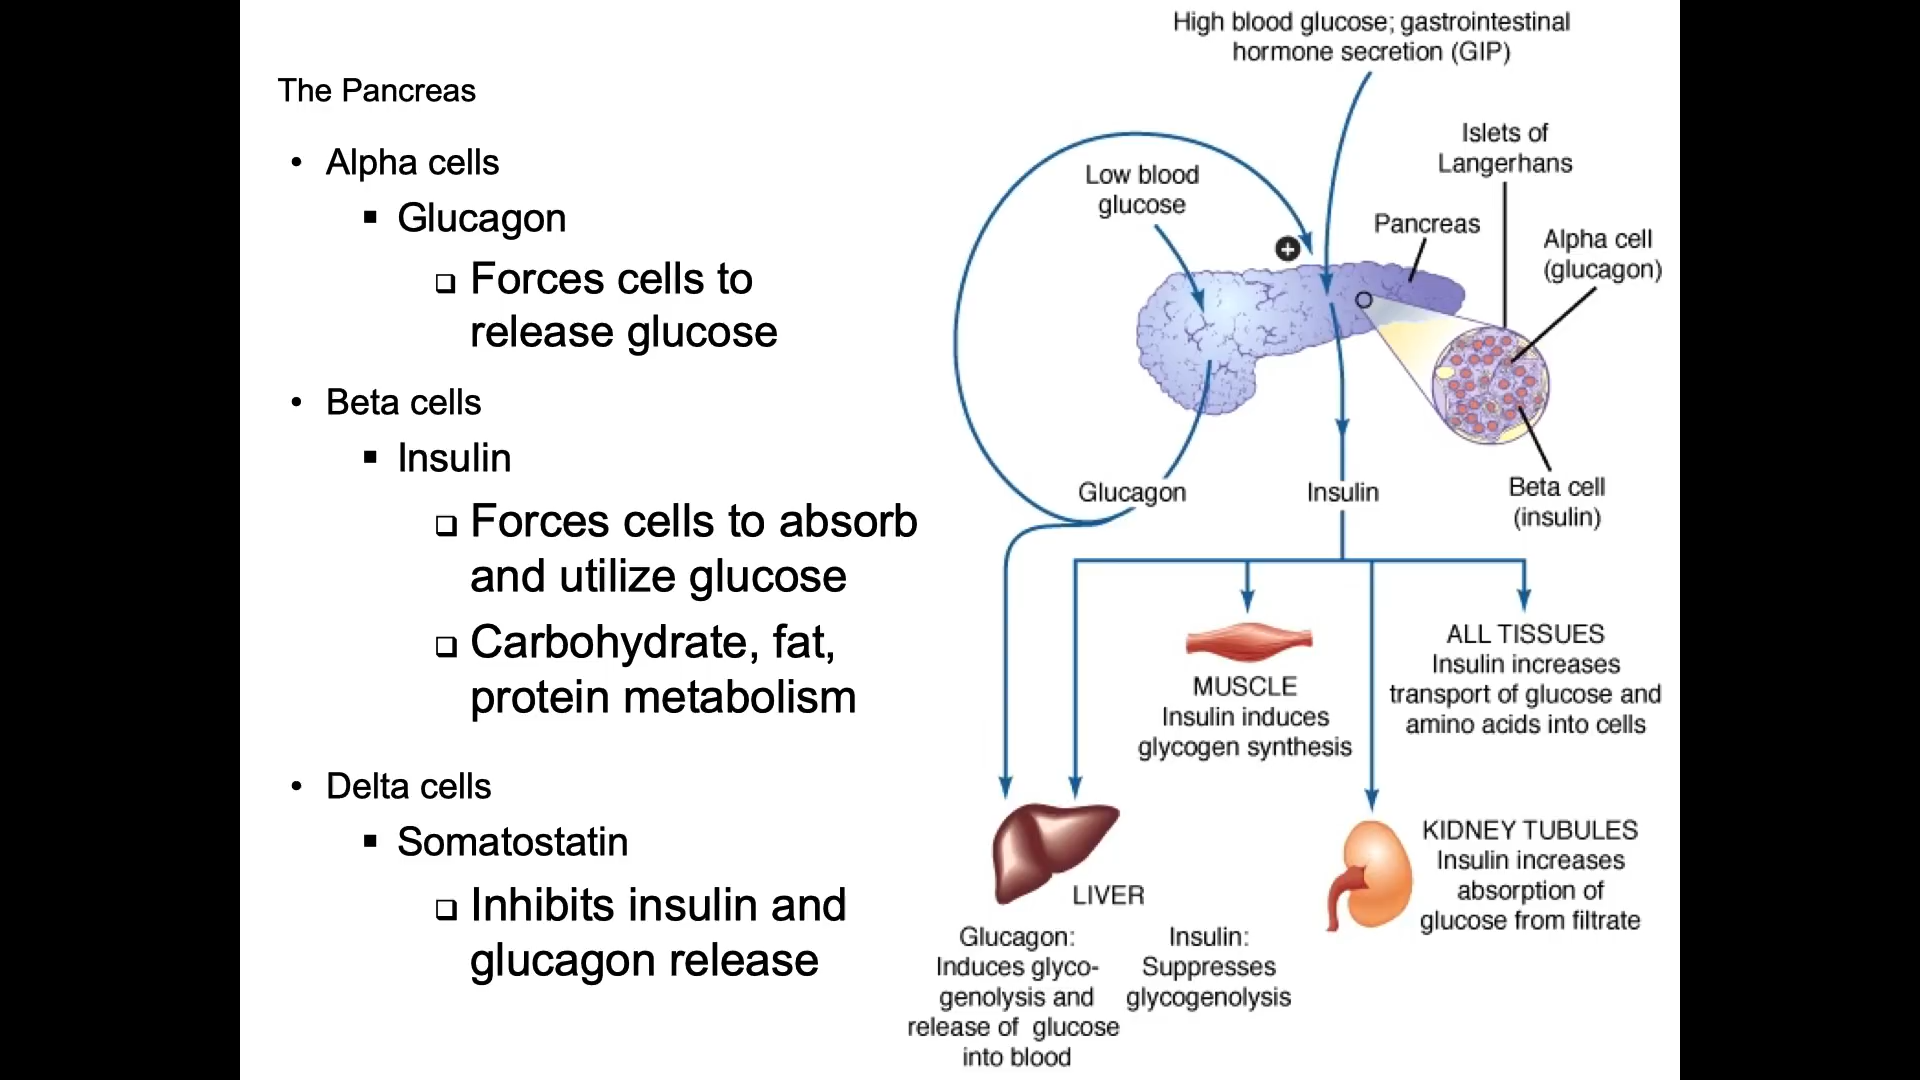 The Pancreas
• Alpha cells
▪ Glucagon
❑ Forces cells to
release glucose
• Beta cells
▪ Insulin
❑ Forces cells to absorb
and utilize glucose
❑ Carbohydrate, fat,
protein metabolism
• Delta cells
▪ Somatostatin
❑ Inhibits insulin and
glucagon release
High blood glucose; gastrointestinal
hormone secretion (GIP)
Low blood
glucose
+
Islets of
Langerhans
Pancreas
Alpha cell
(glucagon)
Beta cell
(insulin)
Glucagon
Insulin
MUSCLE
Insulin induces
glycogen synthesis
ALL TISSUES
Insulin increases
transport of glucose and
amino acids into cells
KIDNEY TUBULES
Insulin increases
absorption of
glucose from filtrate
LIVER
Glucagon:
Induces glyco-
genolysis and
release of glucose
into blood
Insulin:
Suppresses
glycogenolysis